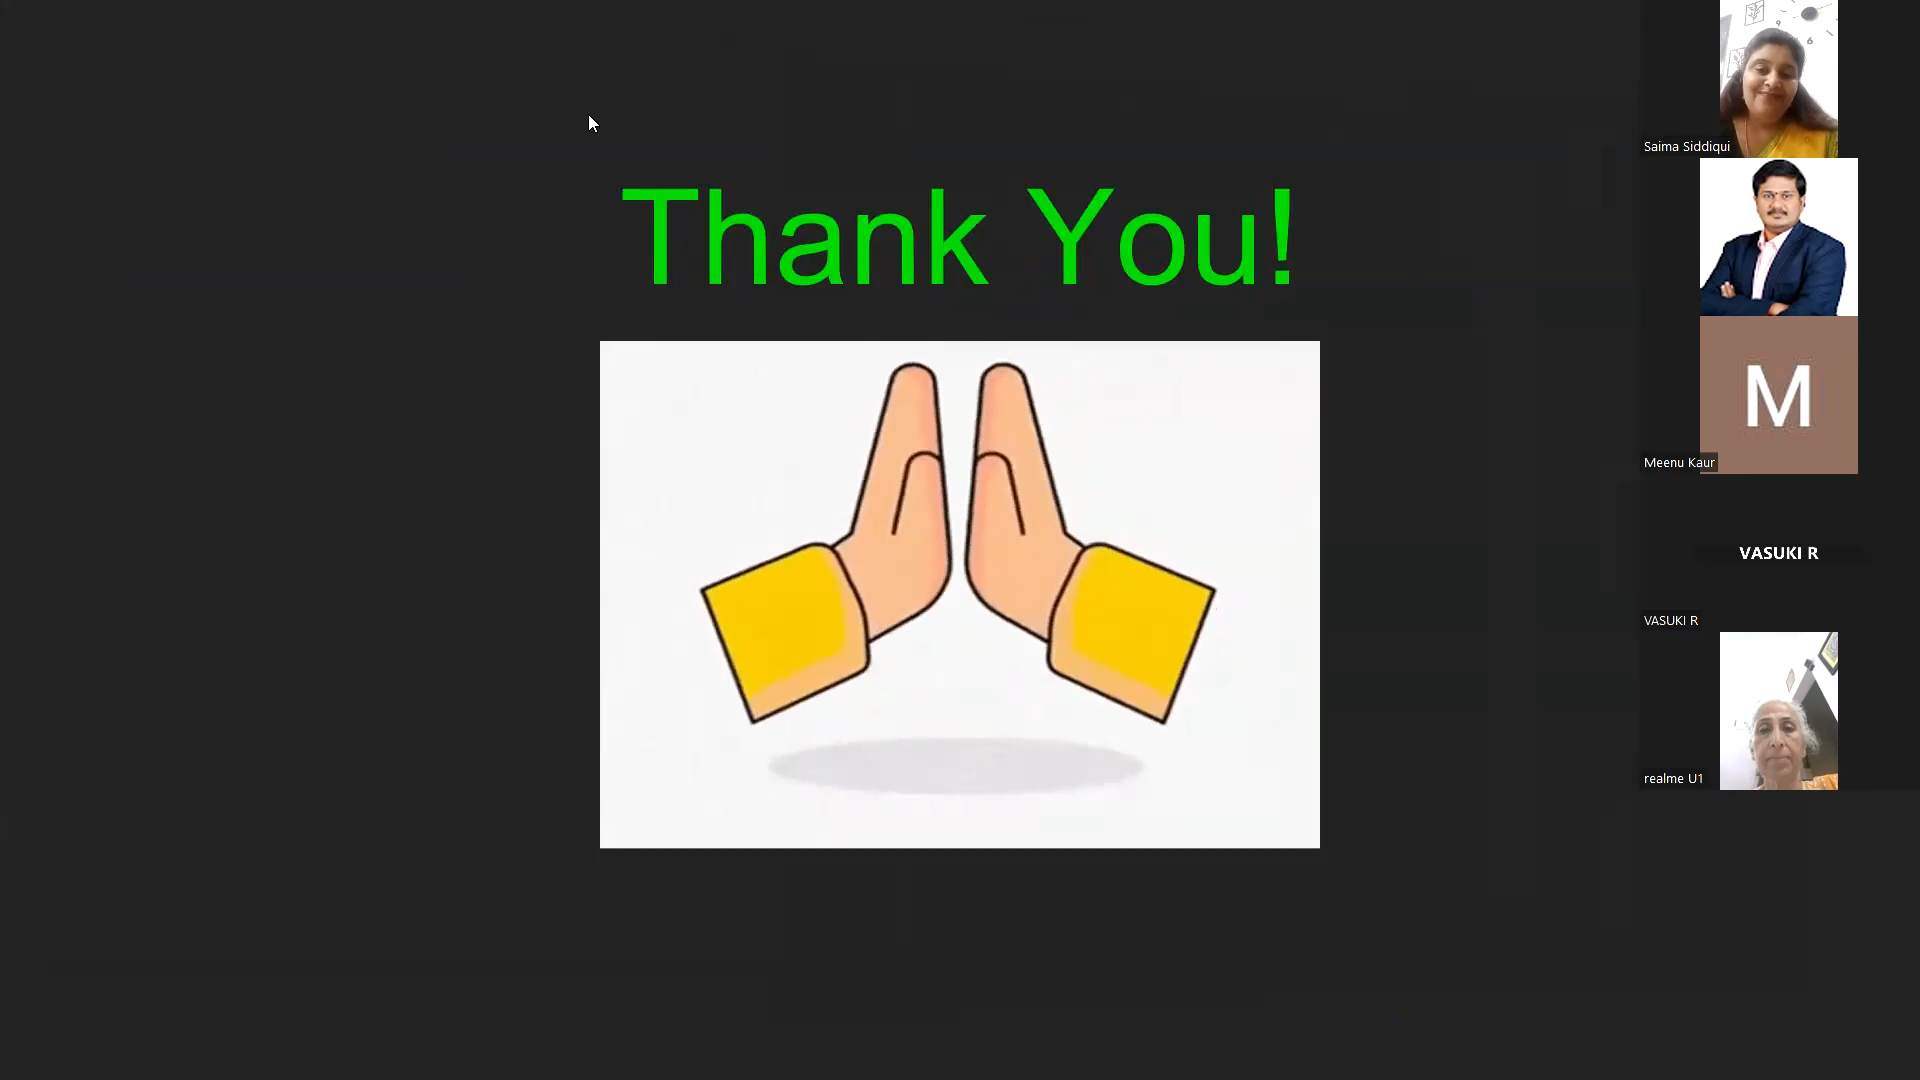 Thank You!
Saima Siddiqui
M
Meenu Kaur
VASUKI R
VASUKI R
realme U1